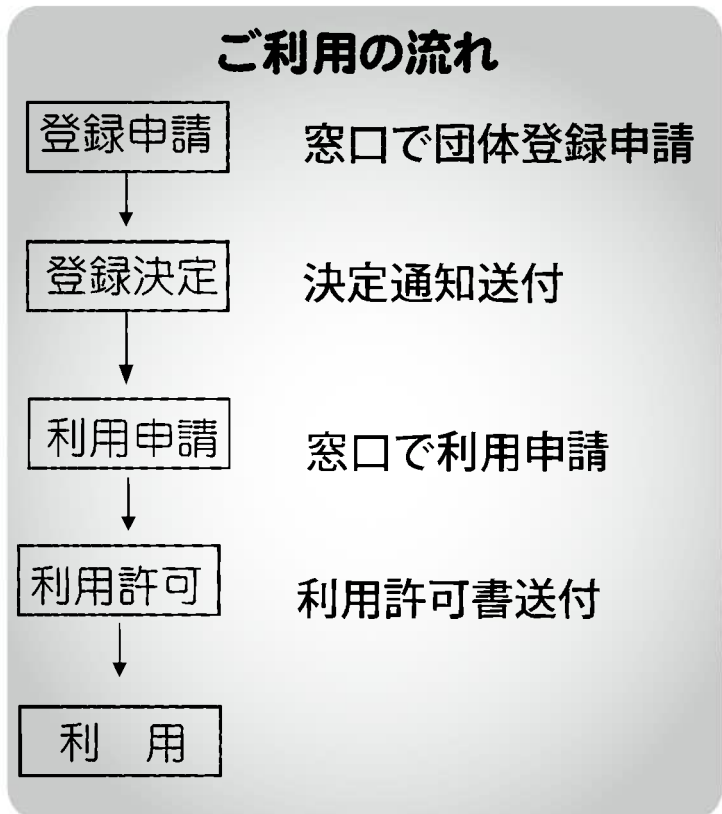 ご利用の流れ
登録申請 窓口で団体登録申請
登録決定 決定通知送付
利用申請 窓口で利用申請
利用許可 利用許可書送付
利 用